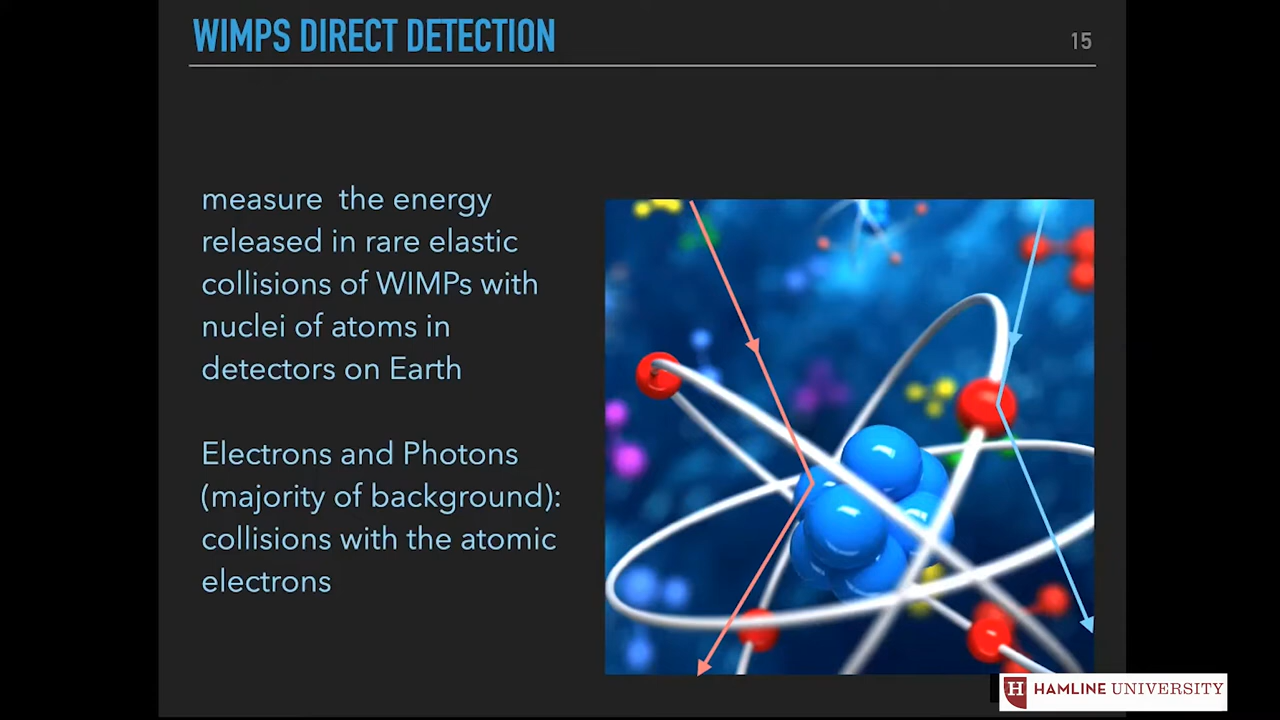 WIMPS DIRECT DETECTION
15
measure the energy
released in rare elastic
collisions of WIMPs with
nuclei of atoms in
detectors on Earth
Electrons and Photons
(majority of background):
collisions with the atomic
electrons
H HAMLINE UNIVERSITY